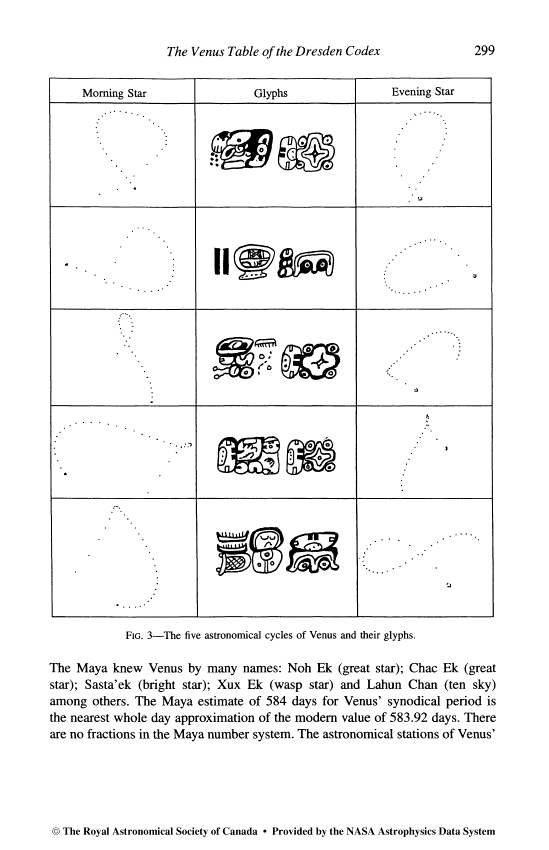 The Venus Table of the Dresden Codex 299
Morning Star Glyphs Evening Star
FIG. 3—The five astronomical cycles of Venus and their glyphs.
The Maya knew Venus by many names: Noh Ek (great star); Chac Ek (great
star); Sasta'ek (bright star); Xux Ek (wasp star) and Lahun Chan (ten sky)
among others. The Maya estimate of 584 days for Venus' synodical period is
the nearest whole day approximation of the modern value of 583.92 days. There
are no fractions in the Maya number system. The astronomical stations of Venus'
© The Royal Astronomical Society of Canada • Provided by the NASA Astrophysics Data System